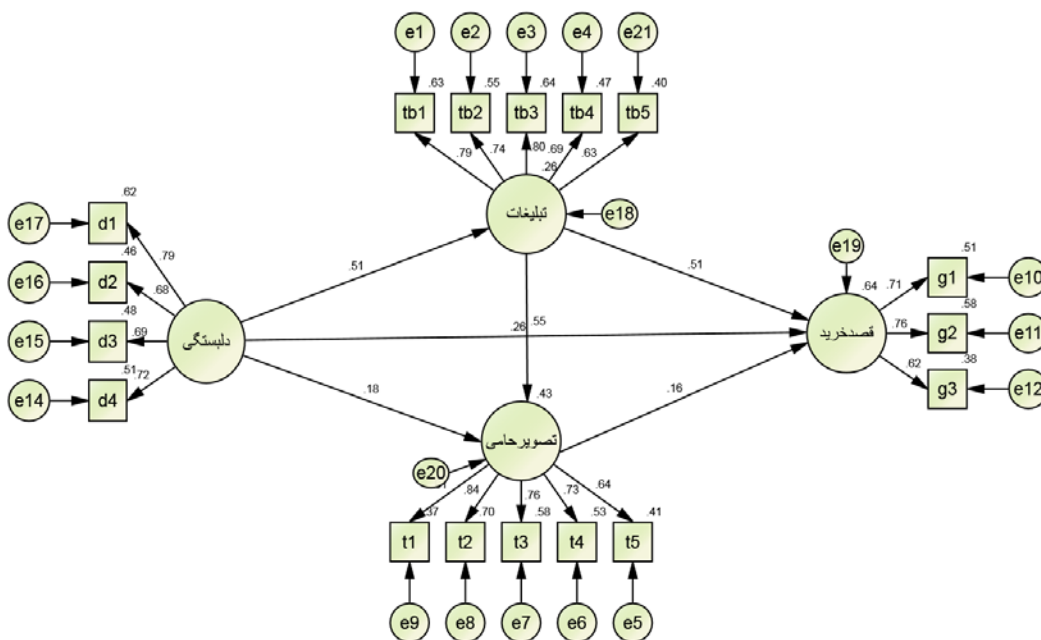 e1 e2 e3 e4 e21
.63 .55 .64 .47 .40
tb1 tb2 tb3 tb4 tb5
.79 .74 .80 .69 .63
.26
تبلیغات
e18
.62
e17 d1
.79
.46
e16 d2
.68
.48
e15 d3
.69
.51
e14 d4
.72
دلبستگی
.51
.51
.26
.55
.18
.16
e19
.64
قصدخرید
.51
.71 g1 e10
.58
.76 g2 e11
.38
.62 g3 e12
.43
تصویرحامی
e20
.84 .76 .73 .64
.37 .70 .58 .53 .41
t1 t2 t3 t4 t5
e9 e8 e7 e6 e5